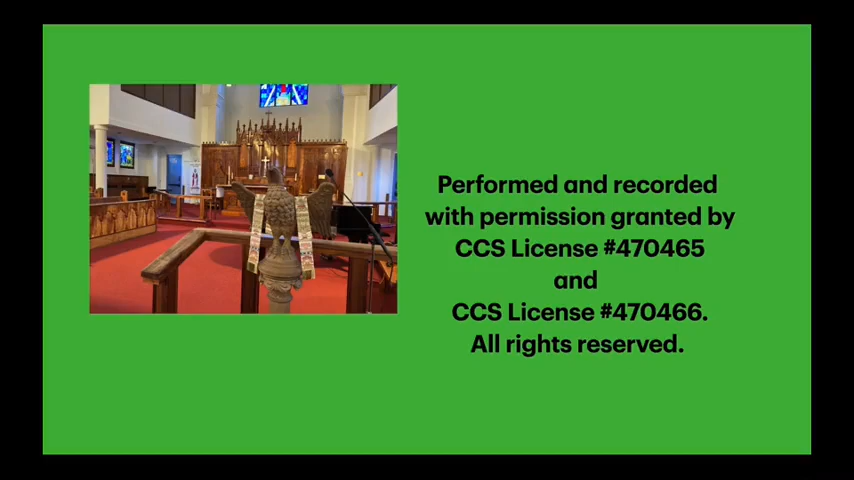 Performed and recorded
with permission granted by
CCS License #470465
and
CCS License #470466.
All rights reserved.